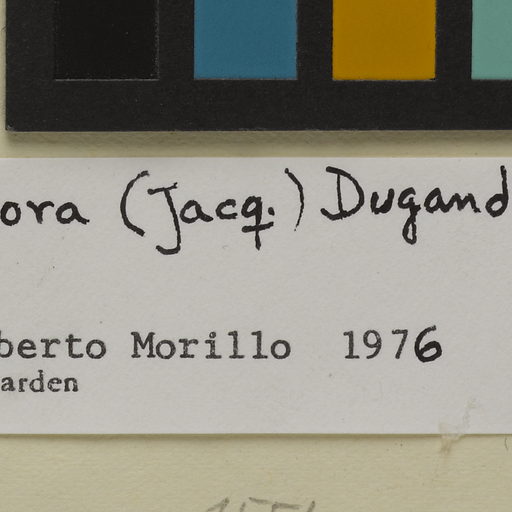 ora (Jacq.) Dugand
berto Morillo 1976
arden